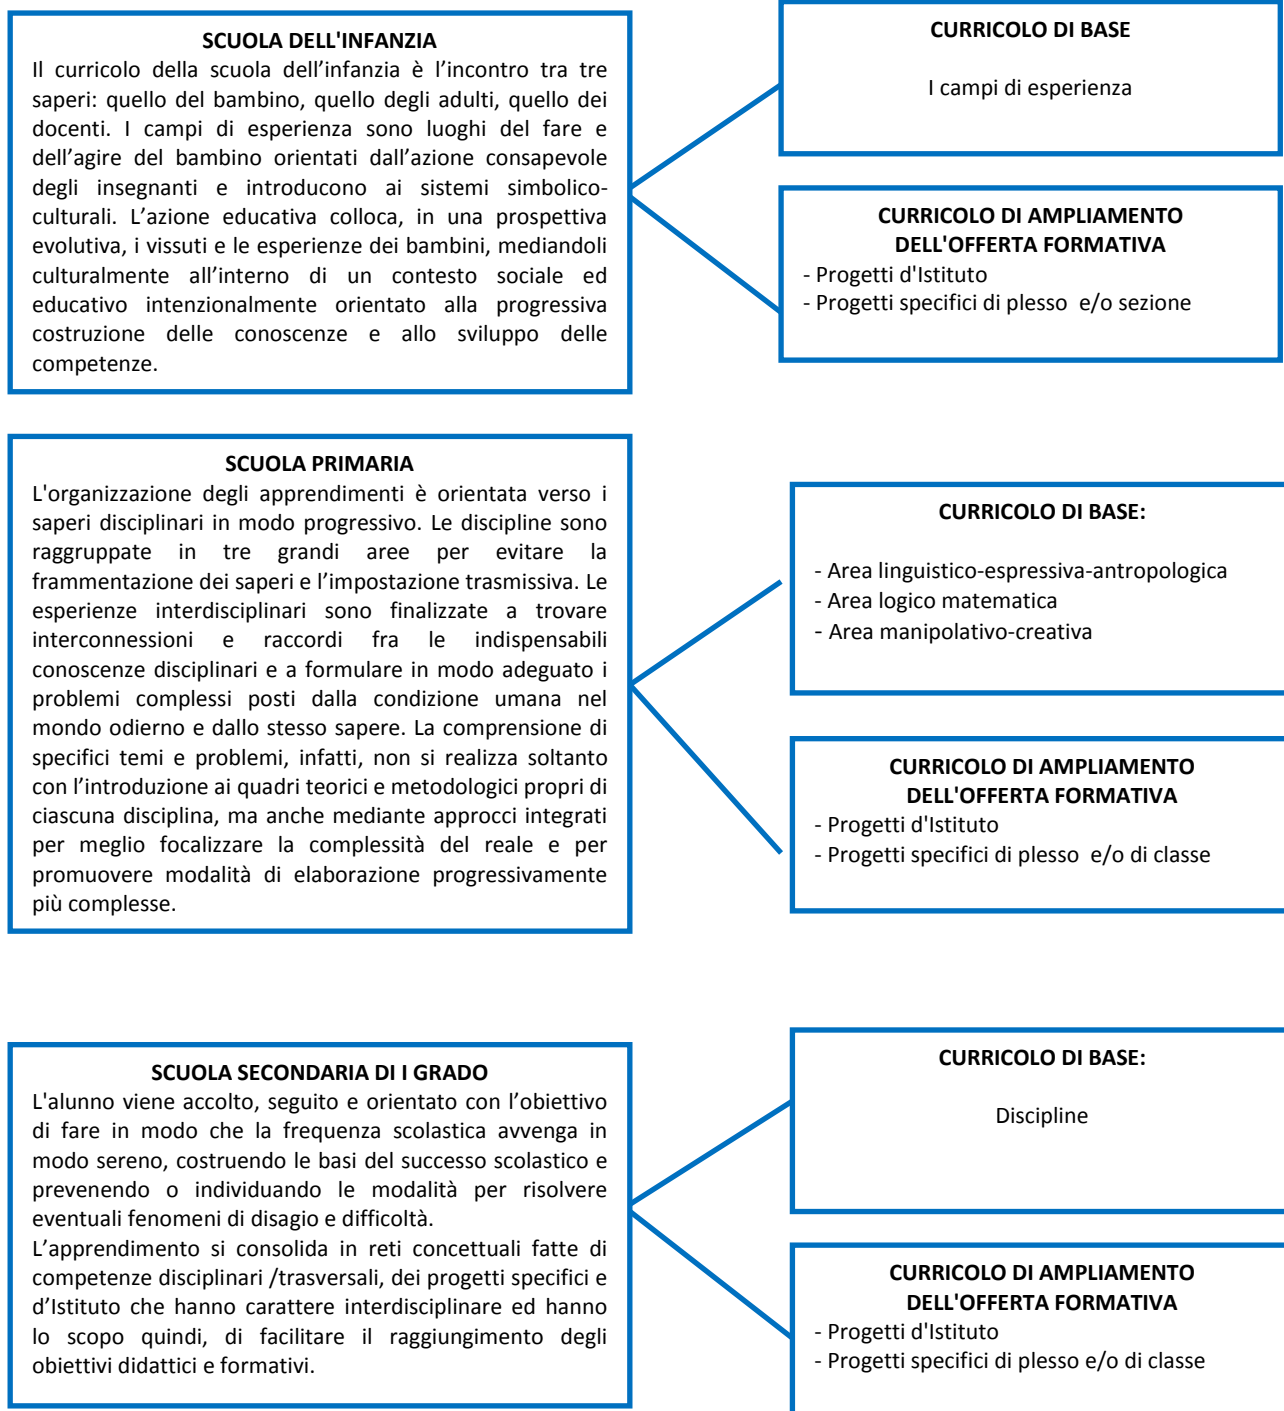 SCUOLA DELL'INFANZIA
Il curricolo della scuola dell’infanzia è l’incontro tra tre
saperi: quello del bambino, quello degli adulti, quello dei
docenti. I campi di esperienza sono luoghi del fare e
dell’agire del bambino orientati dall’azione consapevole
degli insegnanti e introducono ai sistemi simbolico-
culturali. L’azione educativa colloca, in una prospettiva
evolutiva, i vissuti e le esperienze dei bambini, mediandoli
culturalmente all’interno di un contesto sociale ed
educativo intenzionalmente orientato alla progressiva
costruzione delle conoscenze e allo sviluppo delle
competenze.
CURRICOLO DI BASE
I campi di esperienza
CURRICOLO DI AMPLIAMENTO
DELL'OFFERTA FORMATIVA
- Progetti d'Istituto
- Progetti specifici di plesso e/o sezione
SCUOLA PRIMARIA
L'organizzazione degli apprendimenti è orientata verso i
saperi disciplinari in modo progressivo. Le discipline sono
raggruppate in tre grandi aree per evitare la
frammentazione dei saperi e l’impostazione trasmissiva. Le
esperienze interdisciplinari sono finalizzate a trovare
interconnessioni e raccordi fra le indispensabili
conoscenze disciplinari e a formulare in modo adeguato i
problemi complessi posti dalla condizione umana nel
mondo odierno e dallo stesso sapere. La comprensione di
specifici temi e problemi, infatti, non si realizza soltanto
con l’introduzione ai quadri teorici e metodologici propri di
ciascuna disciplina, ma anche mediante approcci integrati
per meglio focalizzare la complessità del reale e per
promuovere modalità di elaborazione progressivamente
più complesse.
CURRICOLO DI BASE:
- Area linguistico-espressiva-antropologica
- Area logico matematica
- Area manipolativo-creativa
CURRICOLO DI AMPLIAMENTO
DELL'OFFERTA FORMATIVA
- Progetti d'Istituto
- Progetti specifici di plesso e/o di classe
SCUOLA SECONDARIA DI I GRADO
L'alunno viene accolto, seguito e orientato con l’obiettivo
di fare in modo che la frequenza scolastica avvenga in
modo sereno, costruendo le basi del successo scolastico e
prevenendo o individuando le modalità per risolvere
eventuali fenomeni di disagio e difficoltà.
L’apprendimento si consolida in reti concettuali fatte di
competenze disciplinari /trasversali, dei progetti specifici e
d’Istituto che hanno carattere interdisciplinare ed hanno
lo scopo quindi, di facilitare il raggiungimento degli
obiettivi didattici e formativi.
CURRICOLO DI BASE:
Discipline
CURRICOLO DI AMPLIAMENTO
DELL'OFFERTA FORMATIVA
- Progetti d'Istituto
- Progetti specifici di plesso e/o di classe